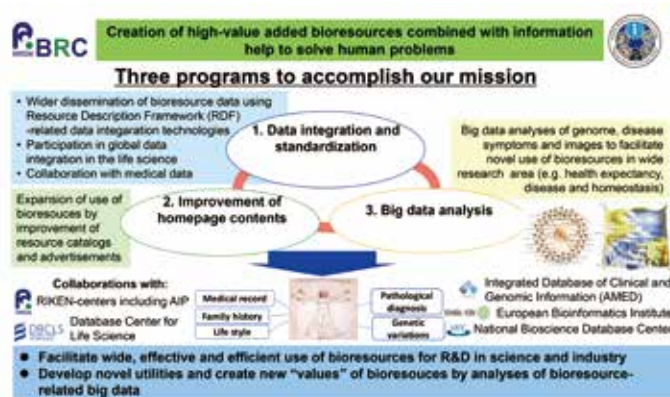 BRC
Creation of high-value added bioresources combined with information
help to solve human problems
Three programs to accomplish our mission
• Wider dissemination of bioresource data using
Resource Description Framework (RDF)
-related data integaration technologies
• Participation in global data
integration in the life science
• Collaboration with medical data
1. Data integration and
standardization
Big data analyses of genome, disease
symptoms and images to facilitate
novel use of bioresources in wide
research area (e.g. health expectancy,
disease and homeostasis)
Expansion of use of
bioresouces by
improvement of
resource catalogs
and advertisements
2. Improvement of
homepage contents
3. Big data analysis
Collaborations with:
RIKEN-centers including AIP
DBCLS
Database Center for
Life Science
Medical record
Family history
Life style
Pathological
diagnosis
Genetic
variations
Integrated Database of Clinical and
Genomic Information (AMED)
European Bioinformatics Institute
National Bioscience Database Center
• Facilitate wide, effective and efficient use of bioresources for R&D in science and industry
• Develop novel utilities and create new “values” of bioresouces by analyses of bioresource-
related big data